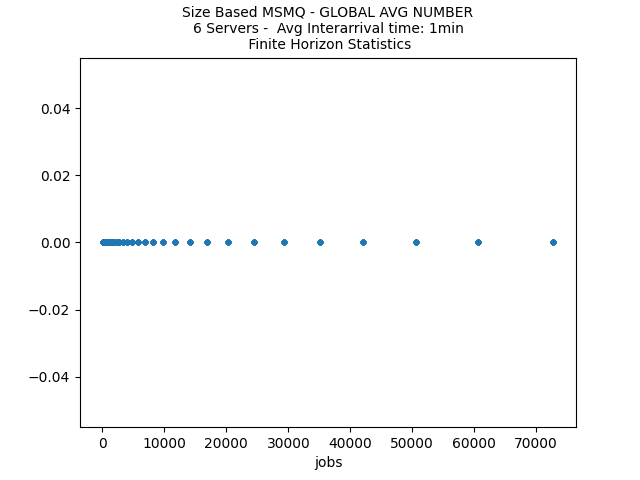 Size Based MSMQ - GLOBAL AVG NUMBER
6 Servers -  Avg Interarrival time: 1min
Finite Horizon Statistics
0.04
0.02
0.00
−0.02
−0.04
0 10000 20000 30000 40000 50000 60000 70000
jobs